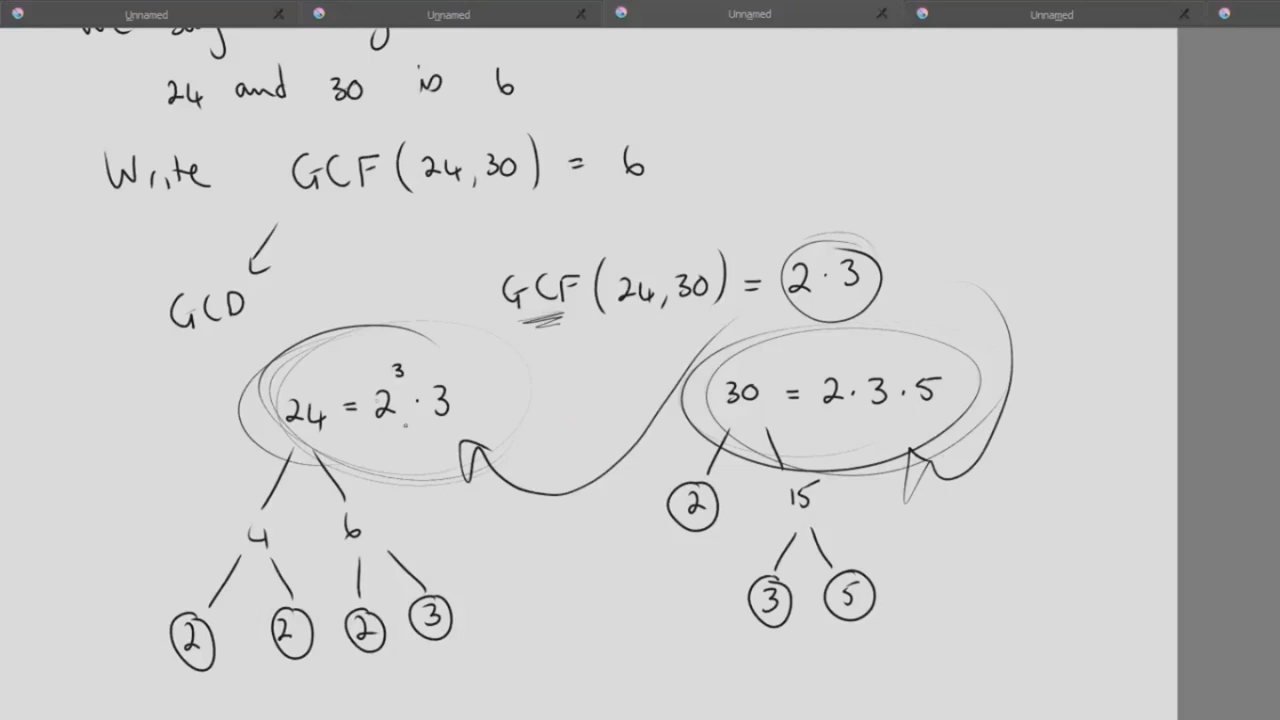 Unnamed Unnamed Unnamed Unnamed
24 and 30 is 6
Write GCF(24,30) = 6
GCF(24,30) = 2·3
GCD
24 = 2³·3
30 = 2·3·5
2 15
4 6
3 5
2 2 2 3